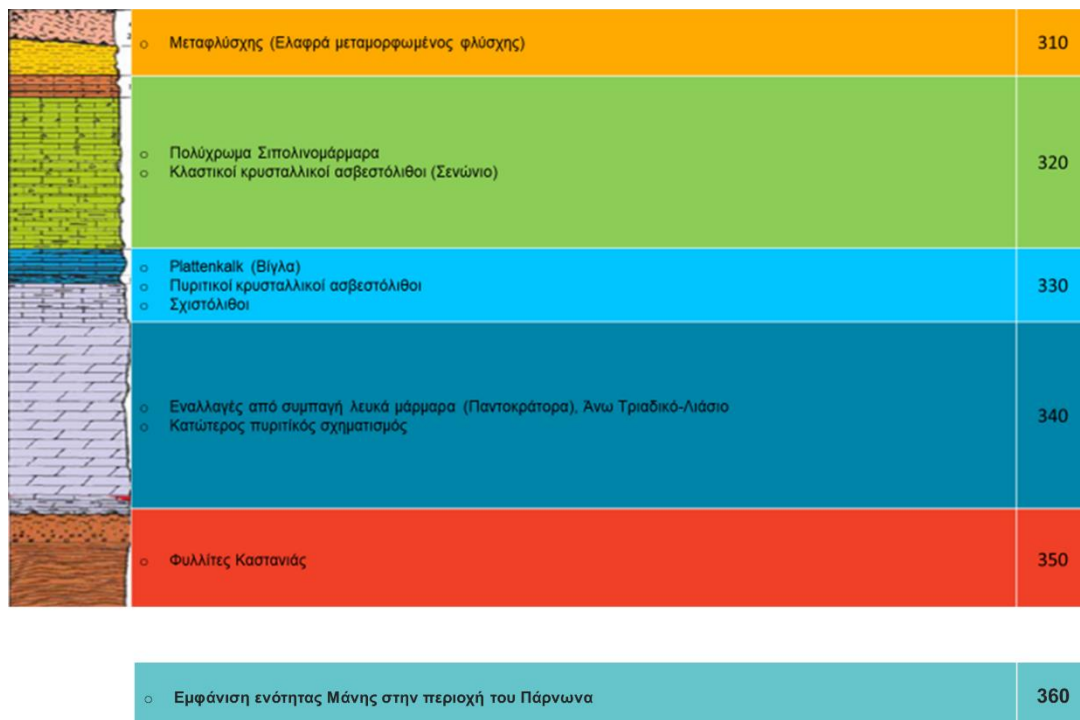 Μεταφλύσχης (Ελαφρά μεταμορφωμένος φλύσχης) 310
Πολύχρωμα Σιπολινομάρμαρα
Κλαστικοί κρυσταλλικοί ασβεστόλιθοι (Σενώνιο) 320
Plattenkalk (Βίγλα)
Πυριτικοί κρυσταλλικοί ασβεστόλιθοι 330
Σχιστόλιθοι
Εναλλαγές από συμπαγή λευκά μάρμαρα (Παντοκράτορα), Άνω Τριαδικό-Λιάσιο 340
Κατώτερος πυριτίκός σχηματισμός
Φυλλίτες Καστανιάς 350
Εμφάνιση ενότητας Μάνης στην περιοχή του Πάρνωνα 360